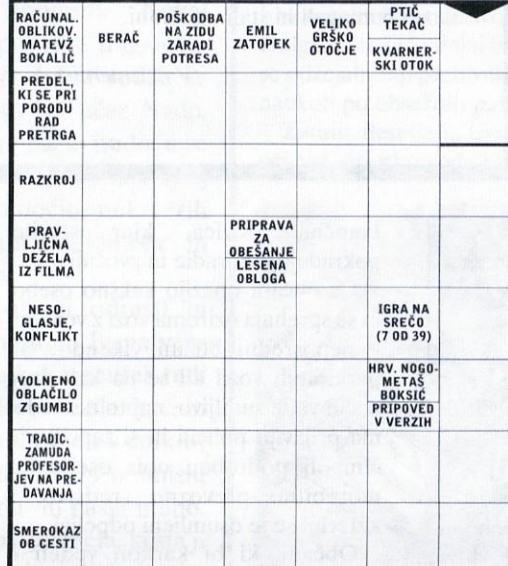 RAČUNAL.
OBLIKOV.
MATEVŽ
BOKALIČ
BERAČ
POŠKODBA
NA ZIDU
ZARADI
POTRESA
EMIL
ZATOPEK
GRŠKO
OTOČJE
PTIČ
TEKAČ
KVARNER-
SKI OTOK
PREDEL,
KI SE PRI
PORODU
RAD
PRETRGA
RAZKROJ
PRAV-
LJIČNA
DEŽELA
IZ FILMA
PRIPRAVA
ZA
OBEŠANJE
LESENA
OBLOGA
NESO-
GLASJE,
KONFLIKT
IGRA NA
SREČO
(7 OD 39)
VOLNENO
OBLAČILO
Z GUMBI
HRV. NOGO-
METAŠ
BOKSIĆ
PRIPOVED
V VERZIH
TRADIC.
ZAMUDA
PROFESOR-
JEV NA PRE-
DAVANJA
SMEROKAZ
OB CESTI